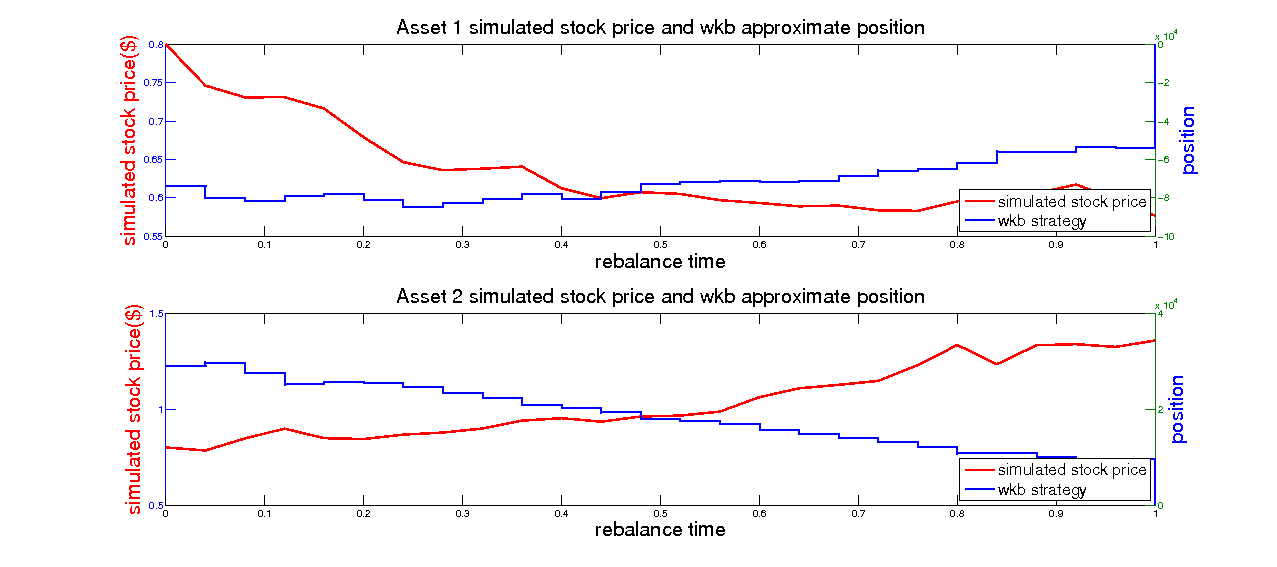 Asset 1 simulated stock price and wkb approximate position
simulated stock price($)
0.8
0.75
0.7
0.65
0.6
0.55
x 10^4
0
-2
-4
-6
-8
-10
position
simulated stock price
wkb strategy
0 0.1 0.2 0.3 0.4 0.5 0.6 0.7 0.8 0.9 1
rebalance time
Asset 2 simulated stock price and wkb approximate position
simulated stock price($)
1.5
1
0.5
x 10^4
4
2
0
position
simulated stock price
wkb strategy
0 0.1 0.2 0.3 0.4 0.5 0.6 0.7 0.8 0.9 1
rebalance time